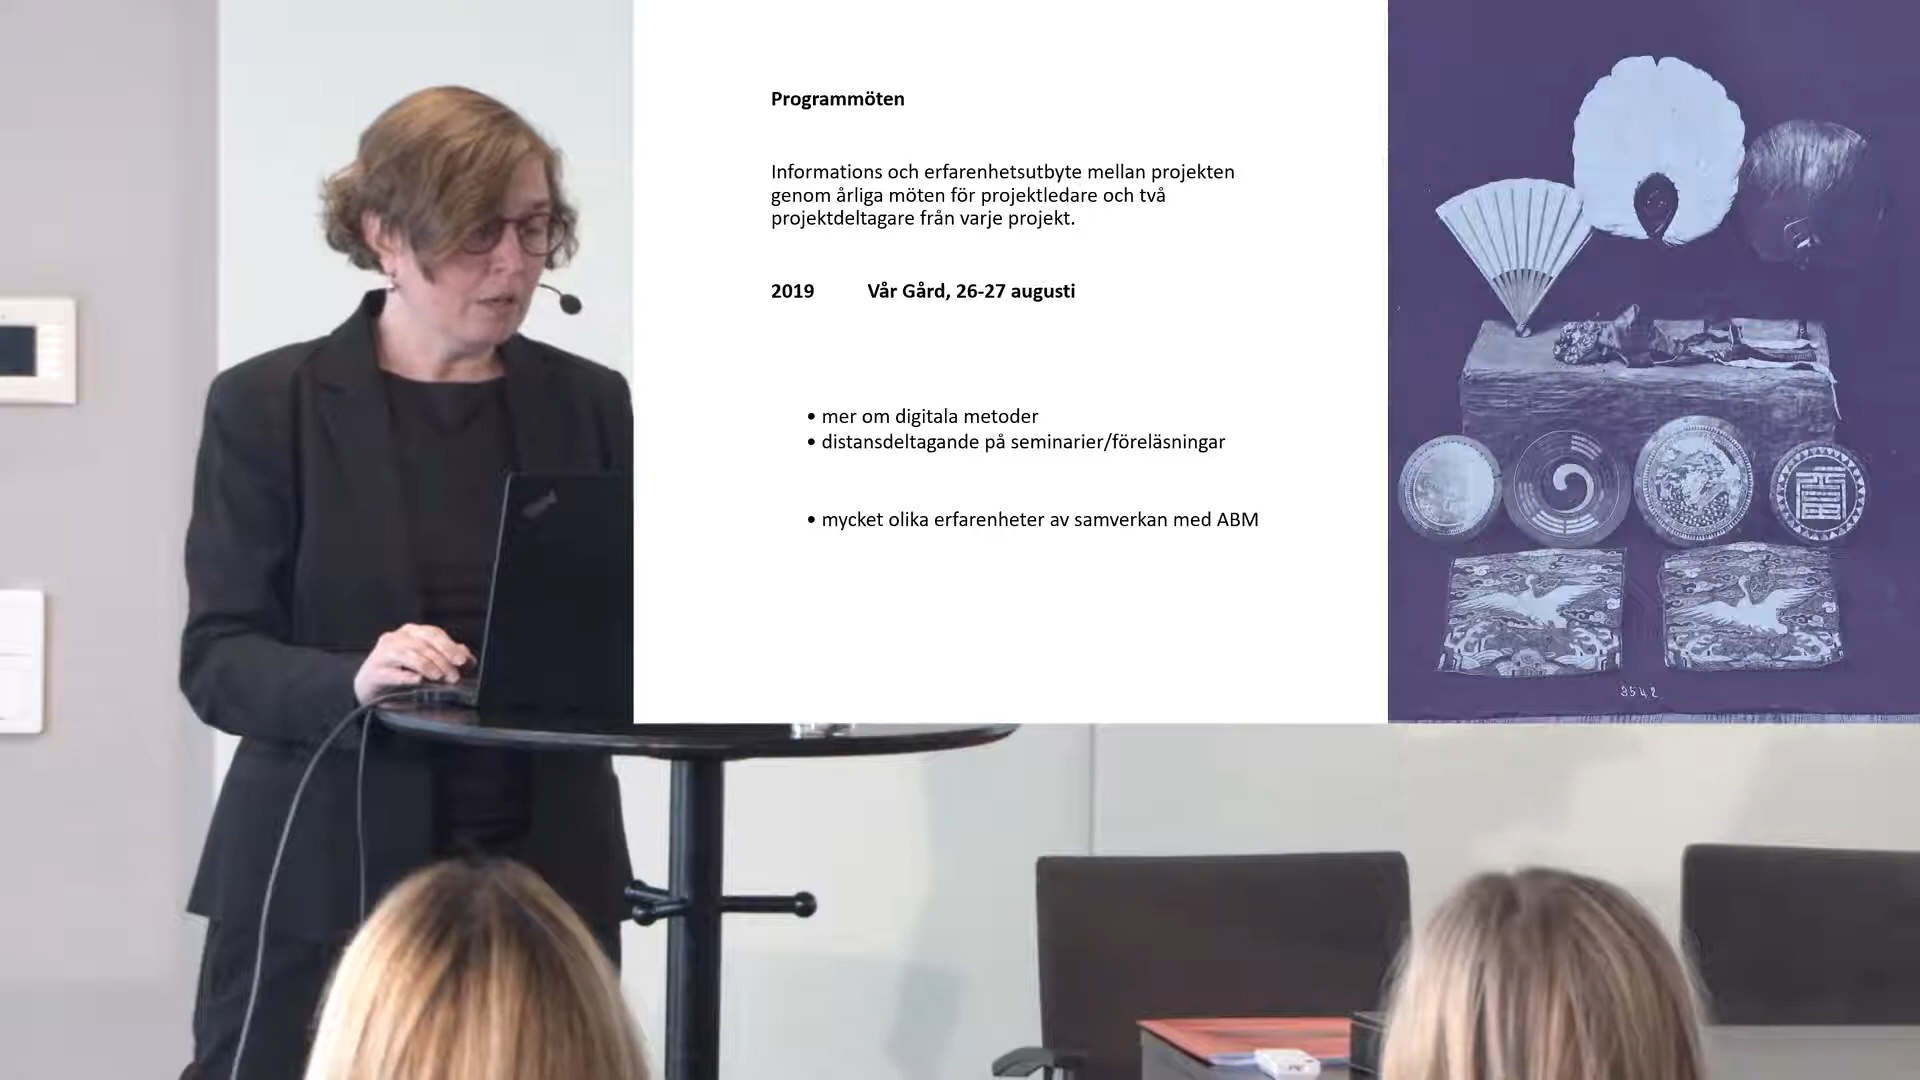 Programmöten
Informations och erfarenhetsutbyte mellan projekten
genom årliga möten för projektledare och två
projektdeltagare från varje projekt.
2019 Vår Gård, 26-27 augusti
• mer om digitala metoder
• distansdeltagande på seminarier/föreläsningar
• mycket olika erfarenheter av samverkan med ABM
3542